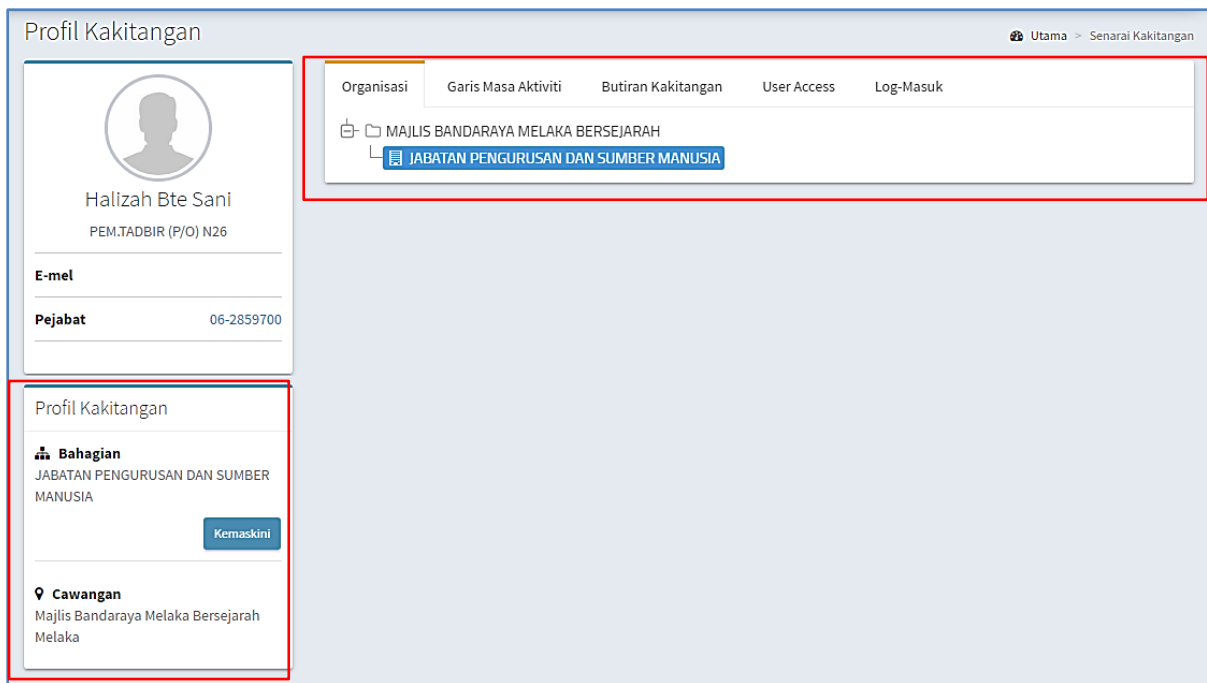 Profil Kakitangan
Utama > Senarai Kakitangan
Halizah Bte Sani
PEM.TADBIR (P/O) N26
E-mel
Pejabat 06-2859700
Profil Kakitangan
Bahagian
JABATAN PENGURUSAN DAN SUMBER
MANUSIA
Kemaskini
Cawangan
Majlis Bandaraya Melaka Bersejarah
Melaka
Organisasi Garis Masa Aktiviti Butiran Kakitangan User Access Log-Masuk
MAJLIS BANDARAYA MELAKA BERSEJARAH
JABATAN PENGURUSAN DAN SUMBER MANUSIA